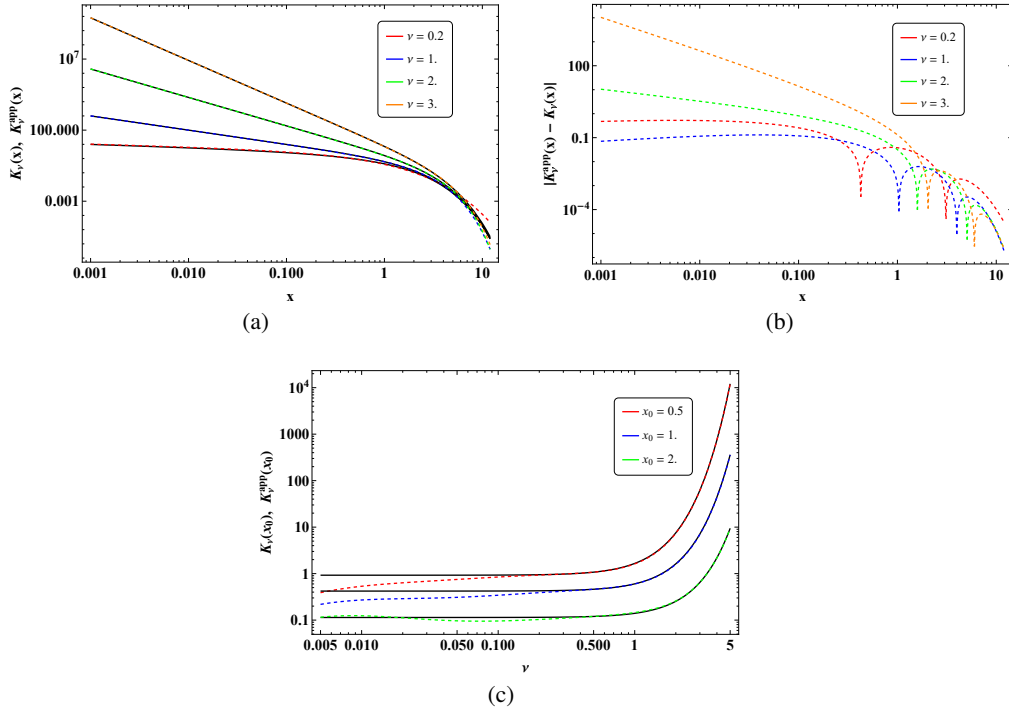 10^7
100.000
0.001
K_ν(x), K_ν^app(x)
ν = 0.2
ν = 1.
ν = 2.
ν = 3.
0.001 0.010 0.100 1 10
x
(a)
100
0.1
10^-4
|K_ν^app(x) − K_ν(x)|
ν = 0.2
ν = 1.
ν = 2.
ν = 3.
0.001 0.010 0.100 1 10
x
(b)
10^4
1000
100
10
1
0.1
K_ν(x_0), K_ν^app(x_0)
x_0 = 0.5
x_0 = 1.
x_0 = 2.
0.005 0.010 0.050 0.100 0.500 1 5
ν
(c)